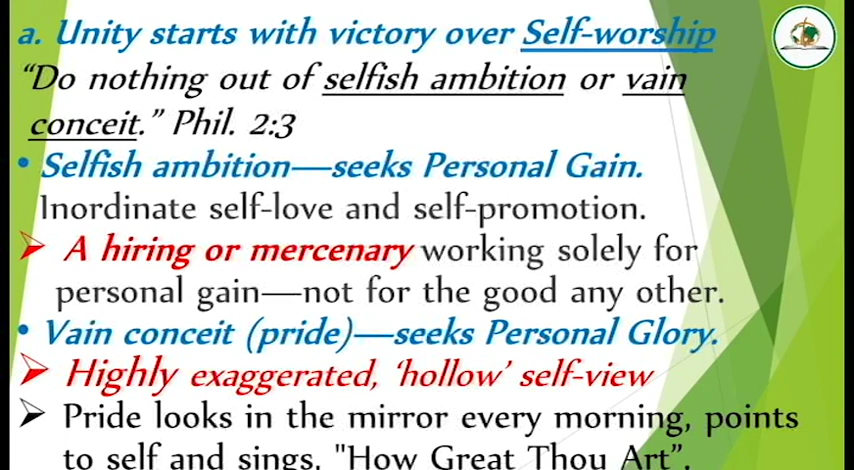 a. Unity starts with victory over Self-worship
“Do nothing out of selfish ambition or vain
conceit.” Phil. 2:3
• Selfish ambition—seeks Personal Gain.
Inordinate self-love and self-promotion.
➢ A hiring or mercenary working solely for
personal gain—not for the good any other.
• Vain conceit (pride)—seeks Personal Glory.
➢ Highly exaggerated, ‘hollow’ self-view
➢ Pride looks in the mirror every morning, points
to self and sings, "How Great Thou Art”.